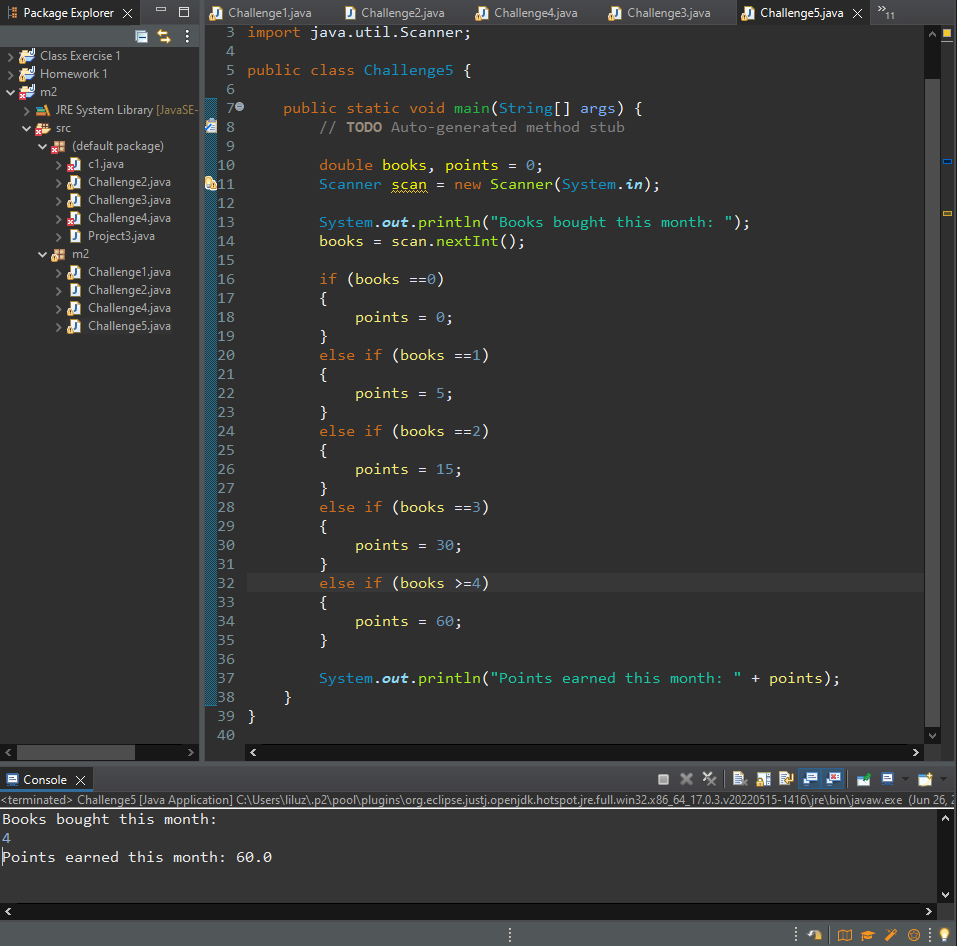 Package Explorer
Class Exercise 1
Homework 1
m2
JRE System Library [JavaSE-
src
(default package)
c1.java
Challenge2.java
Challenge3.java
Challenge4.java
Project3.java
m2
Challenge1.java
Challenge2.java
Challenge4.java
Challenge5.java
Challenge1.java Challenge2.java Challenge4.java Challenge3.java Challenge5.java »11
3 import java.util.Scanner;
4
5 public class Challenge5 {
6
7 public static void main(String[] args) {
8 // TODO Auto-generated method stub
9
10 double books, points = 0;
11 Scanner scan = new Scanner(System.in);
12
13 System.out.println("Books bought this month: ");
14 books = scan.nextInt();
15
16 if (books ==0)
17 {
18 points = 0;
19 }
20 else if (books ==1)
21 {
22 points = 5;
23 }
24 else if (books ==2)
25 {
26 points = 15;
27 }
28 else if (books ==3)
29 {
30 points = 30;
31 }
32 else if (books >=4)
33 {
34 points = 60;
35 }
36
37 System.out.println("Points earned this month: " + points);
38 }
39 }
40
Console
<terminated> Challenge5 [Java Application] C:\Users\liluz\.p2\pool\plugins\org.eclipse.justj.openjdk.hotspot.jre.full.win32.x86_64_17.0.3.v20220515-1416\jre\bin\javaw.exe (Jun 26, 2
Books bought this month:
4
Points earned this month: 60.0